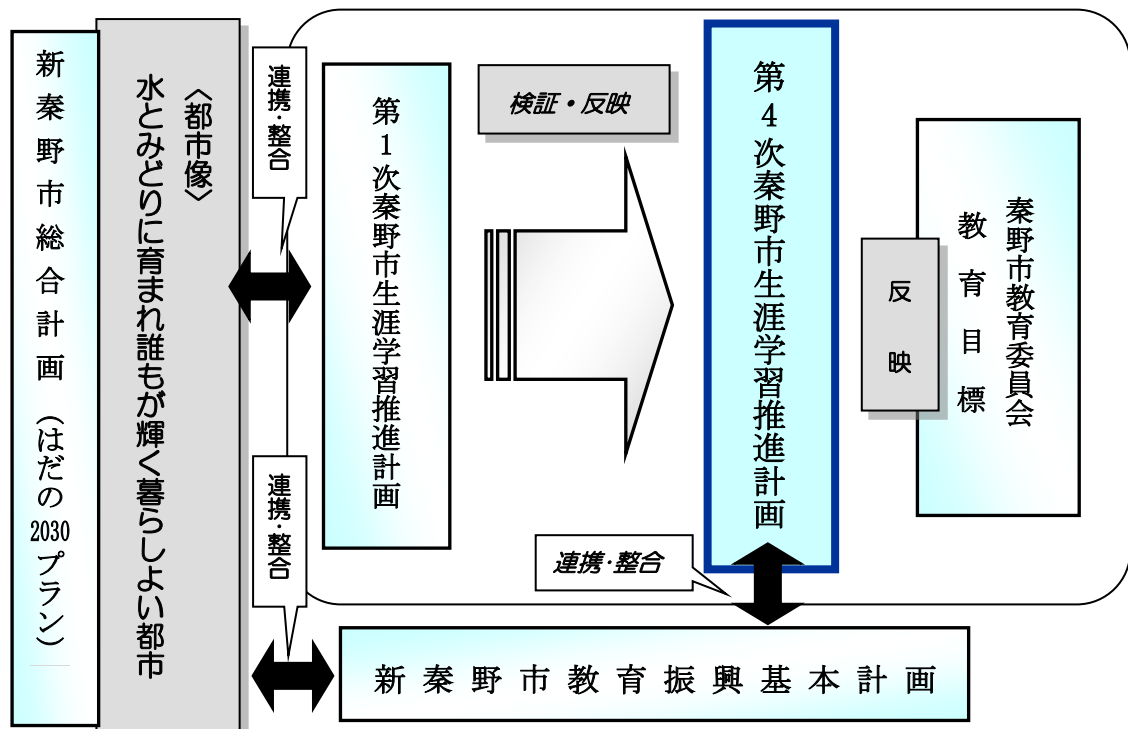 新秦野市総合計画（はだの2030プラン）
〈都市像〉
水とみどりに育まれ誰もが輝く暮らしよい都市
連携・整合
連携・整合
第1次秦野市生涯学習推進計画
検証・反映
第4次秦野市生涯学習推進計画
反映
秦野市教育委員会
教育目標
連携・整合
新秦野市教育振興基本計画